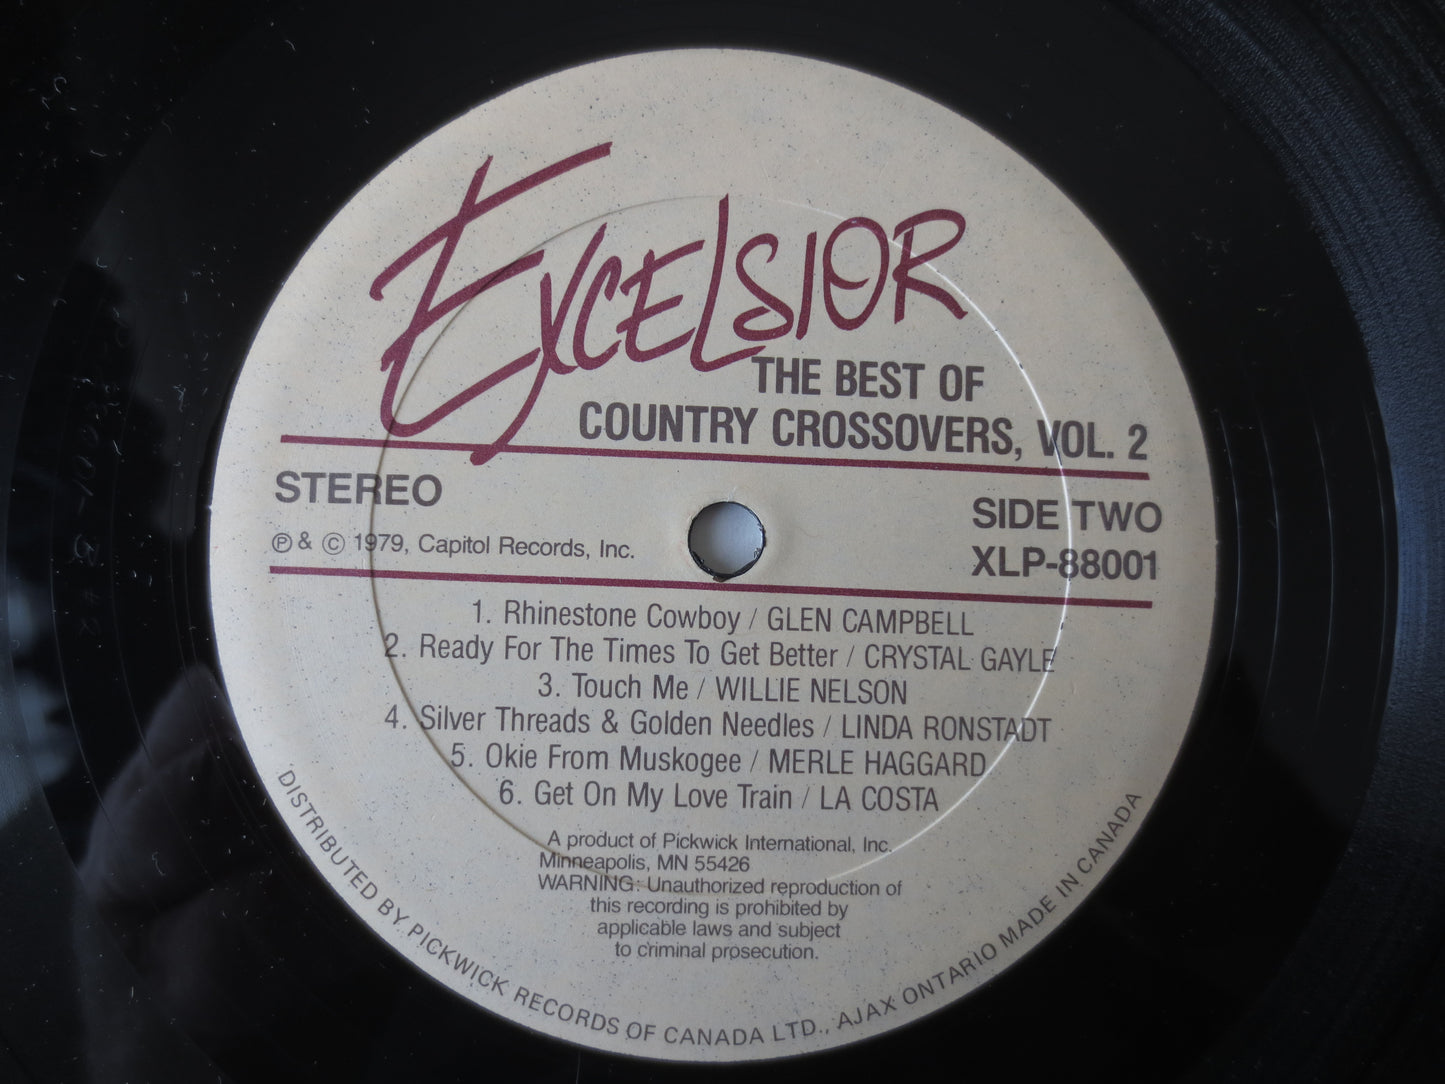 EXCELSIOR
THE BEST OF
COUNTRY CROSSOVERS, VOL. 2
STEREO
℗ & © 1979, Capitol Records, Inc.
SIDE TWO
XLP-88001
1. Rhinestone Cowboy / GLEN CAMPBELL
2. Ready For The Times To Get Better / CRYSTAL GAYLE
3. Touch Me / WILLIE NELSON
4. Silver Threads & Golden Needles / LINDA RONSTADT
5. Okie From Muskogee / MERLE HAGGARD
6. Get On My Love Train / LA COSTA
A product of Pickwick International, Inc.
Minneapolis, MN 55426
WARNING: Unauthorized reproduction of
this recording is prohibited by
applicable laws and subject
to criminal prosecution.
DISTRIBUTED BY PICKWICK RECORDS OF CANADA LTD., AJAX ONTARIO MADE IN CANADA